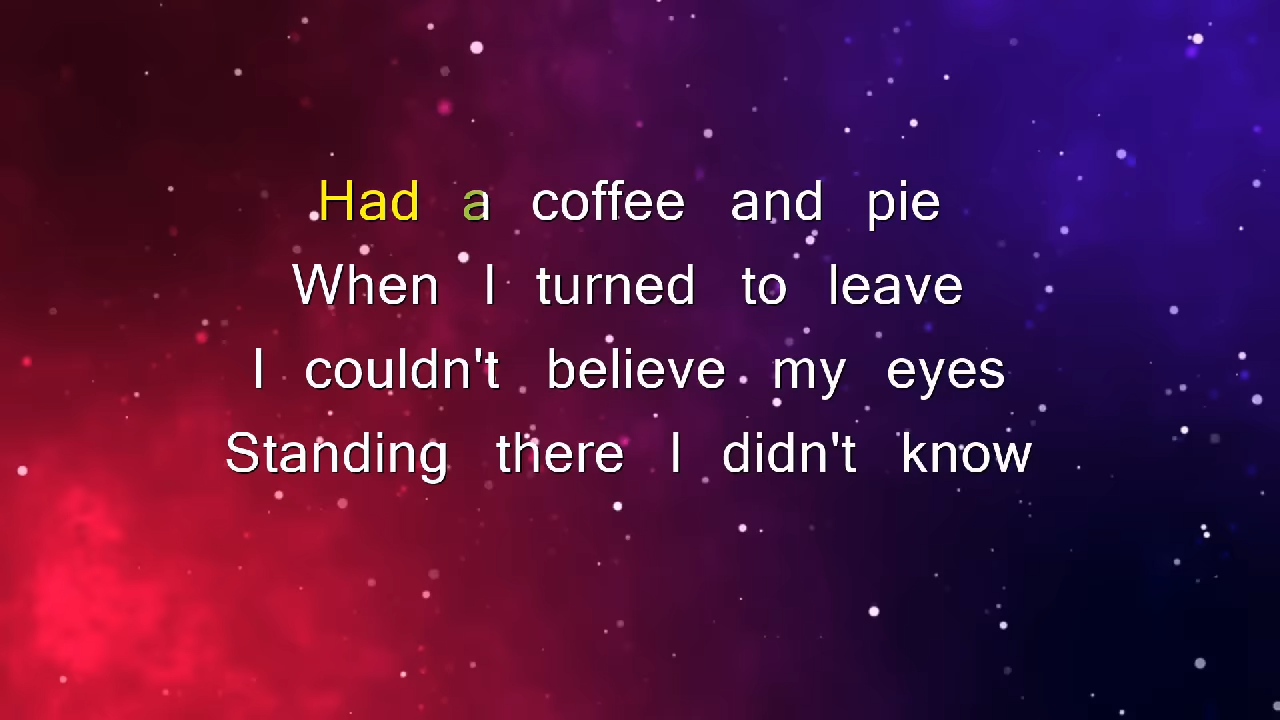 Had a coffee and pie
When I turned to leave
I couldn't believe my eyes
Standing there I didn't know